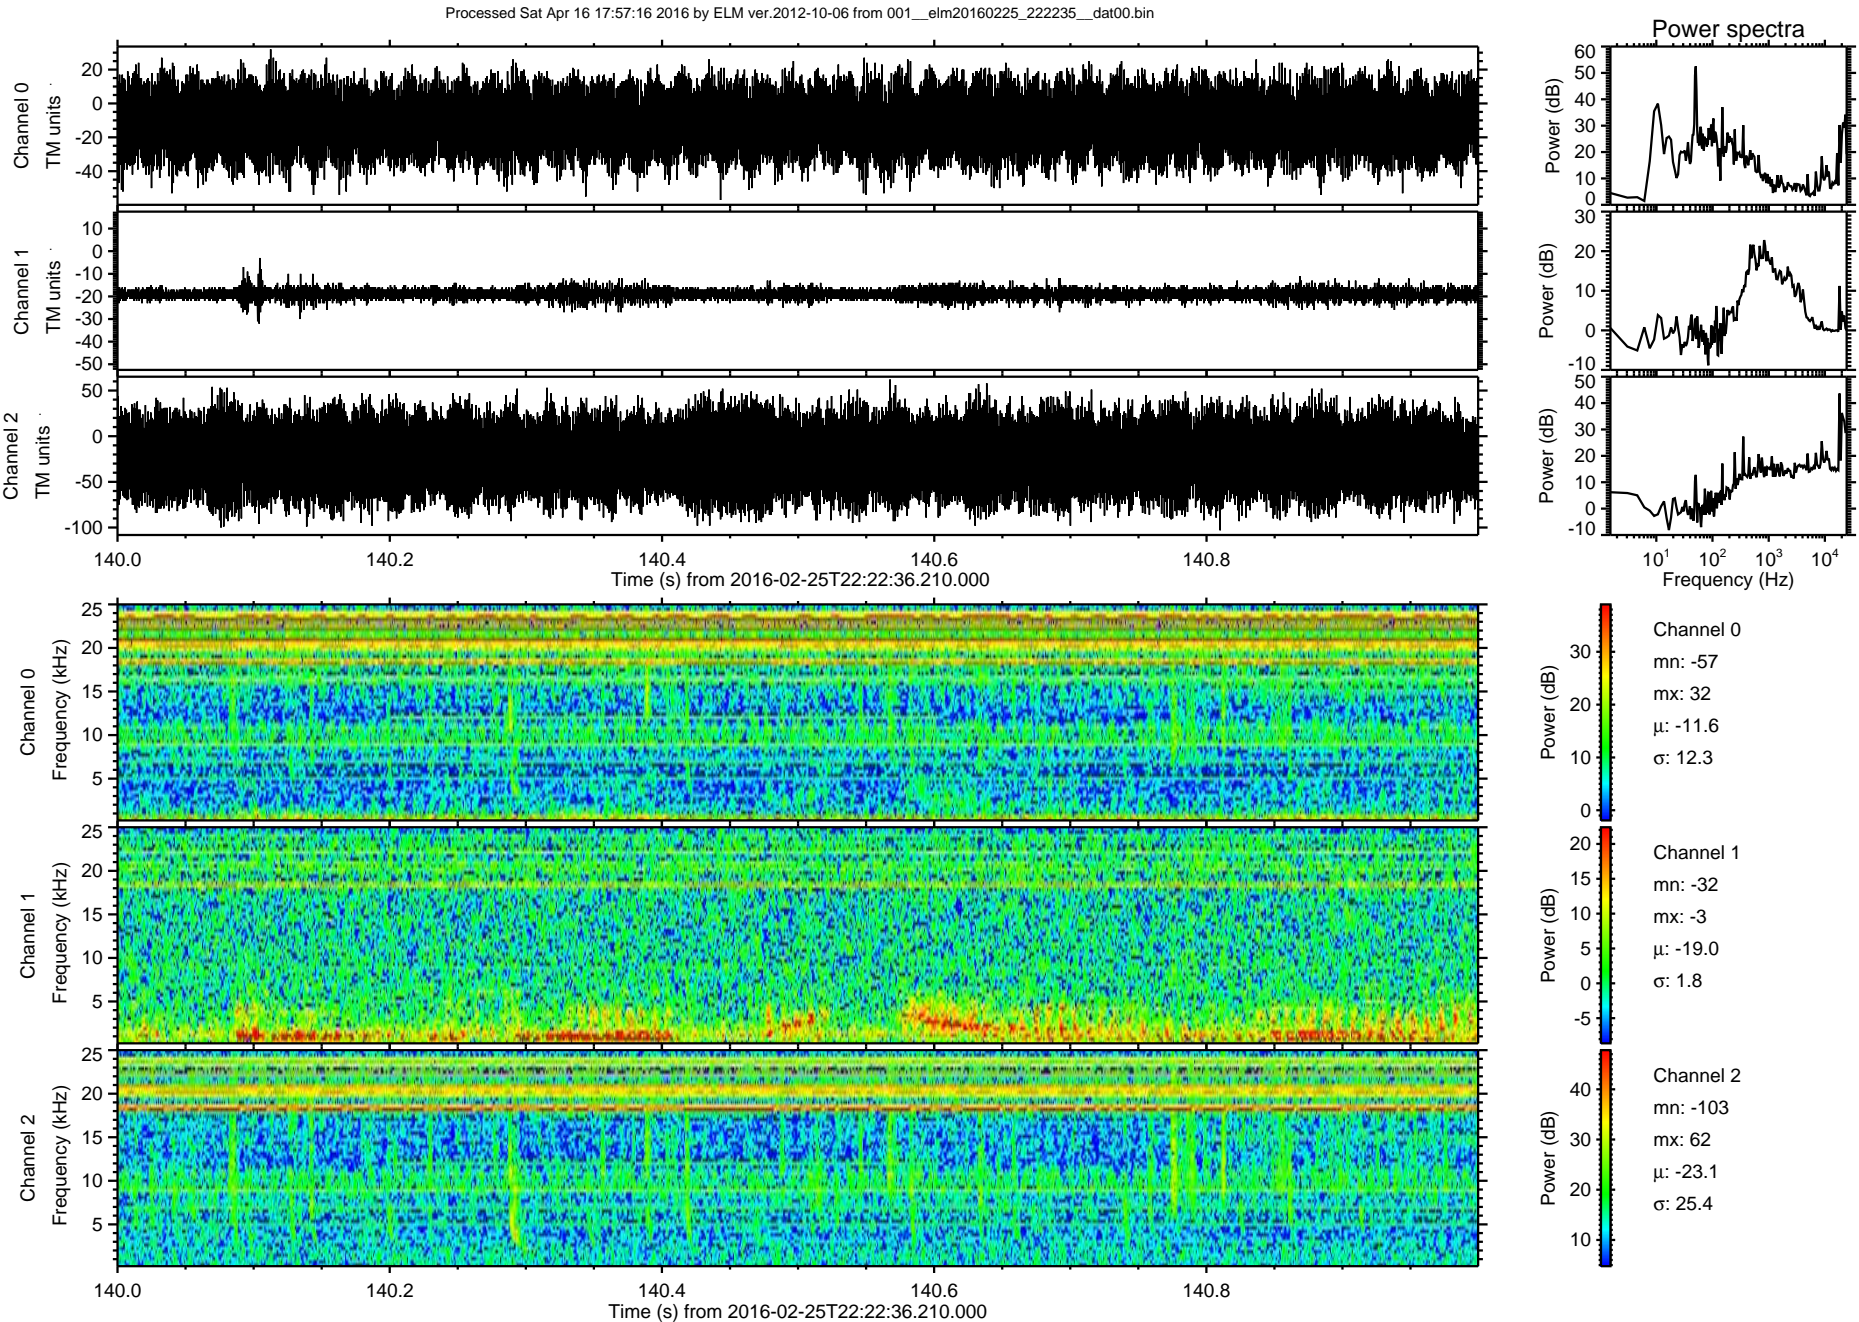 Processed Sat Apr 16 17:57:16 2016 by ELM ver.2012-10-06 from 001__elm20160225_222235__dat00.bin
Power spectra
Channel 0
TM units
20
0
-20
-40
Power (dB)
60
50
40
30
20
10
0
Channel 1
TM units
10
0
-10
-20
-30
-40
-50
Power (dB)
30
20
10
0
-10
Channel 2
TM units
50
0
-50
-100
Power (dB)
50
40
30
20
10
0
-10
140.0 140.2 140.4 140.6 140.8
Time (s) from 2016-02-25T22:22:36.210.000
10¹ 10² 10³ 10⁴
Frequency (Hz)
Channel 0
Frequency (kHz)
25
20
15
10
5
Power (dB)
30
20
10
0
Channel 0
mn: -57
mx: 32
μ: -11.6
σ: 12.3
Channel 1
Frequency (kHz)
25
20
15
10
5
Power (dB)
20
15
10
5
0
-5
Channel 1
mn: -32
mx: -3
μ: -19.0
σ: 1.8
Channel 2
Frequency (kHz)
25
20
15
10
5
Power (dB)
40
30
20
10
Channel 2
mn: -103
mx: 62
μ: -23.1
σ: 25.4
140.0 140.2 140.4 140.6 140.8
Time (s) from 2016-02-25T22:22:36.210.000